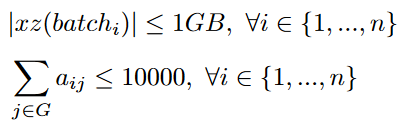 |xz(batch_i)| ≤ 1GB, ∀i ∈ {1, ..., n}
∑_{j∈G} a_{ij} ≤ 10000, ∀i ∈ {1, ..., n}